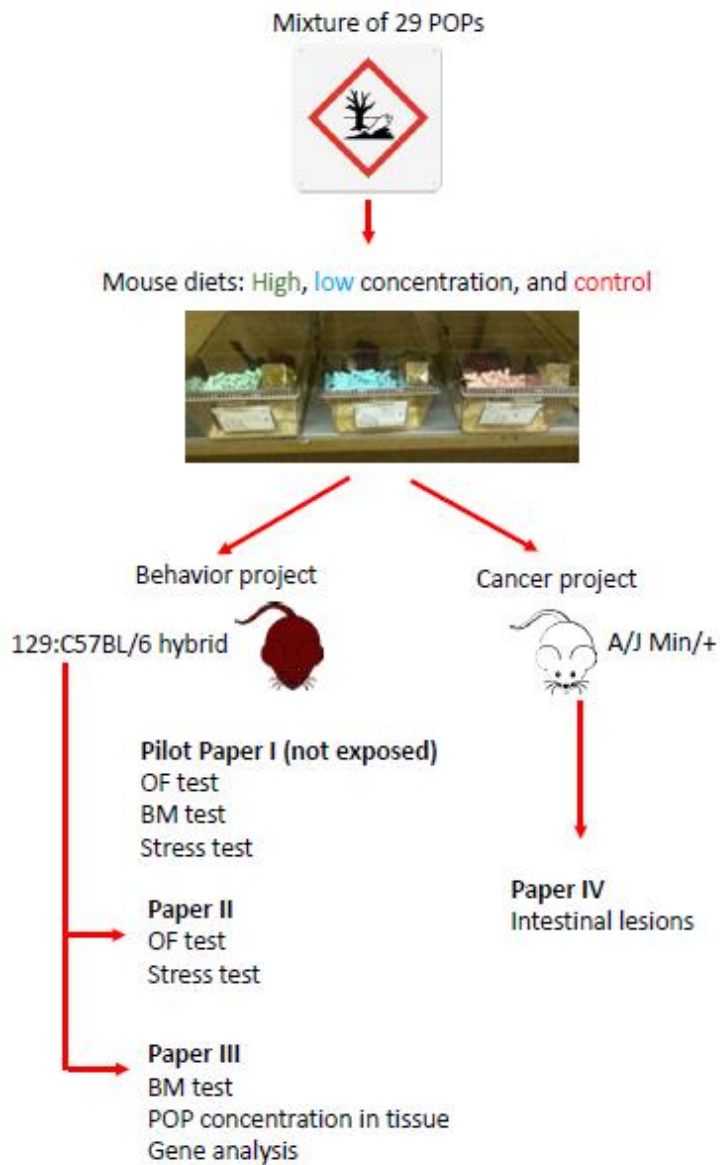 Mixture of 29 POPs
Mouse diets: High, low concentration, and control
Behavior project
Cancer project
129:C57BL/6 hybrid
A/J Min/+
Pilot Paper I (not exposed)
OF test
BM test
Stress test
Paper II
OF test
Stress test
Paper IV
Intestinal lesions
Paper III
BM test
POP concentration in tissue
Gene analysis